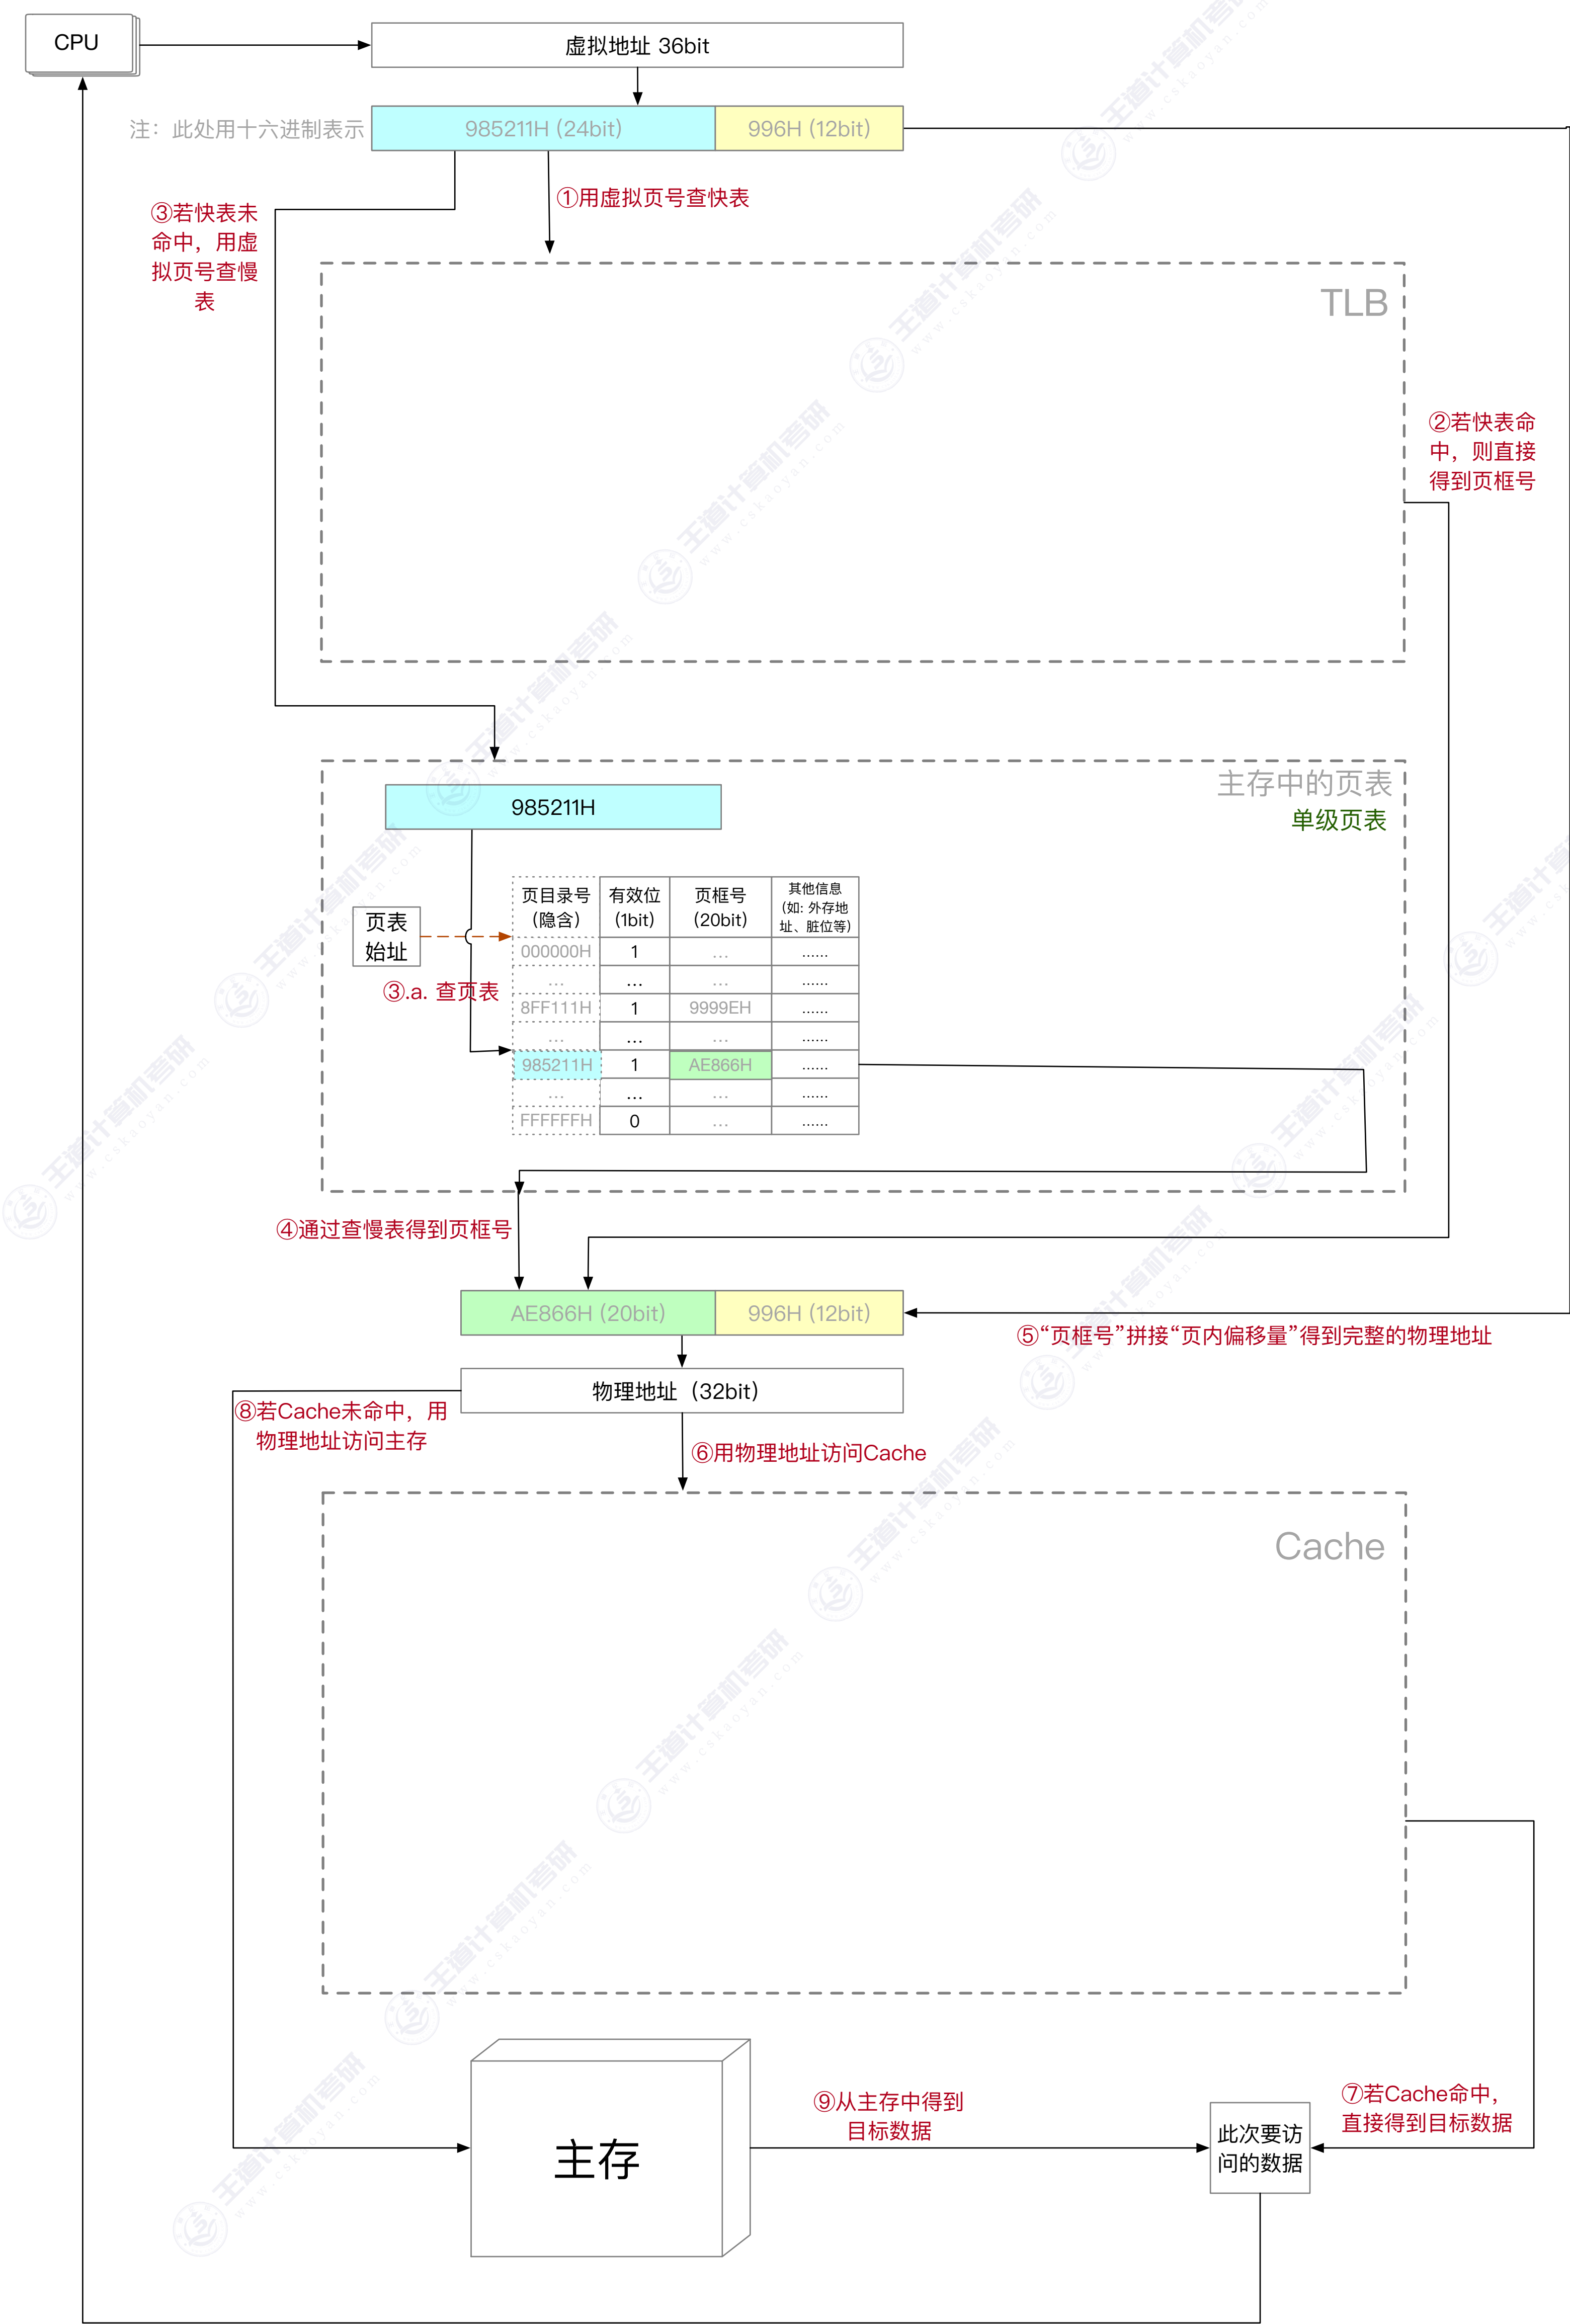 CPU
虚拟地址 36bit
注：此处用十六进制表示
985211H (24bit)
996H (12bit)
①用虚拟页号查快表
③若快表未
命中，用虚
拟页号查慢
表
TLB
②若快表命
中，则直接
得到页框号
主存中的页表
单级页表
985211H
页表
始址
③.a. 查页表
页目录号
（隐含）
有效位
(1bit)
页框号
(20bit)
其他信息
（如: 外存地
址、脏位等）
000000H 1 ... ......
... ... ... ......
8FF111H 1 9999EH ......
... ... ... ......
985211H 1 AE866H ......
... ... ... ......
FFFFFFH 0 ... ......
④通过查慢表得到页框号
AE866H (20bit)
996H (12bit)
⑤“页框号”拼接“页内偏移量”得到完整的物理地址
物理地址（32bit）
⑧若Cache未命中，用
物理地址访问主存
⑥用物理地址访问Cache
Cache
主存
⑨从主存中得到
目标数据
此次要访
问的数据
⑦若Cache命中，
直接得到目标数据
王道计算机考研
www.cskaoyan.com